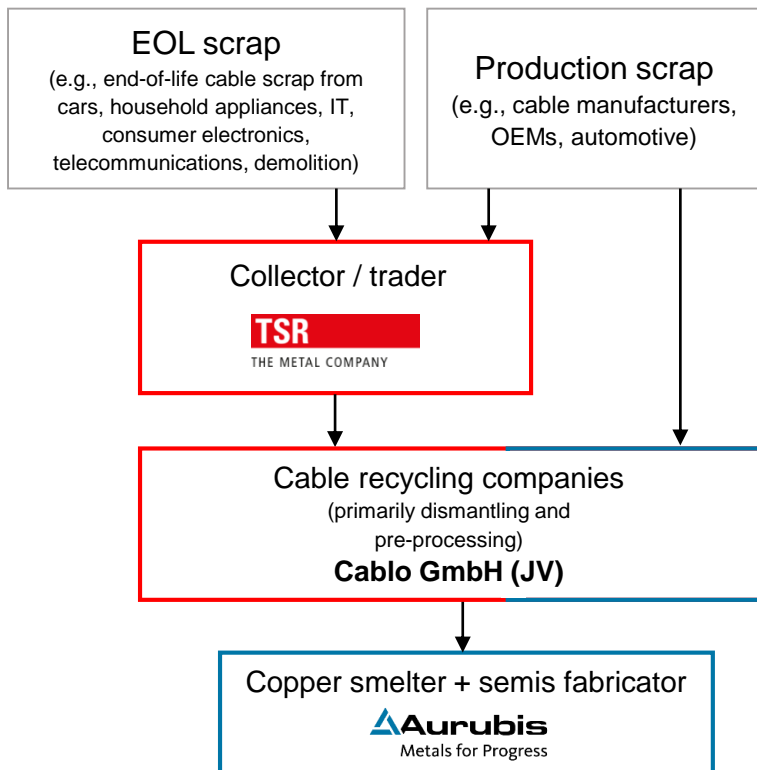 EOL scrap
(e.g., end-of-life cable scrap from
cars, household appliances, IT,
consumer electronics,
telecommunications, demolition)
Production scrap
(e.g., cable manufacturers,
OEMs, automotive)
Collector / trader
TSR
THE METAL COMPANY
Cable recycling companies
(primarily dismantling and
pre-processing)
Cablo GmbH (JV)
Copper smelter + semis fabricator
Aurubis
Metals for Progress